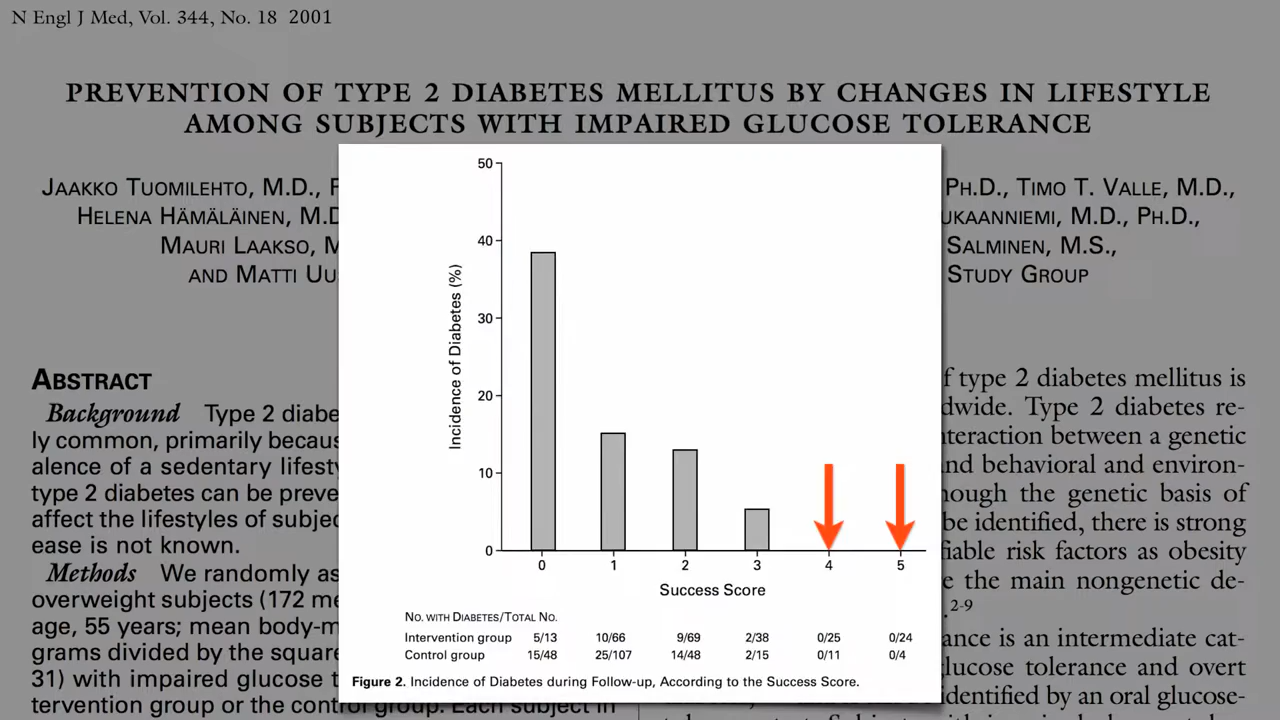 N Engl J Med, Vol. 344, No. 18 2001
PREVENTION OF TYPE 2 DIABETES MELLITUS BY CHANGES IN LIFESTYLE
AMONG SUBJECTS WITH IMPAIRED GLUCOSE TOLERANCE
JAAKKO TUOMILEHTO, M.D.,
PH.D., TIMO T. VALLE, M.D.,
HELENA HÄMÄLÄINEN, M.D
UKAANNIEMI, M.D., PH.D.,
MAURI LAAKSO, M
SALMINEN, M.S.,
AND MATTI UU
STUDY GROUP
50
40
30
20
10
0
Incidence of Diabetes (%)
0 1 2 3 4 5
Success Score
NO. WITH DIABETES/TOTAL NO.
Intervention group 5/13 10/66 9/69 2/38 0/25 0/24
Control group 15/48 25/107 14/48 2/15 0/11 0/4
Figure 2. Incidence of Diabetes during Follow-up, According to the Success Score.
ABSTRACT
Background Type 2 diabe
ly common, primarily becaus
alence of a sedentary lifesty
type 2 diabetes can be preve
affect the lifestyles of subjec
ease is not known.
Methods We randomly as
overweight subjects (172 me
age, 55 years; mean body-m
grams divided by the square
31) with impaired glucose t
tervention group or the control group. Each subject in
f type 2 diabetes mellitus is
dwide. Type 2 diabetes re-
nteraction between a genetic
nd behavioral and environ-
hough the genetic basis of
be identified, there is strong
fiable risk factors as obesity
e the main nongenetic de-
2-9
ance is an intermediate cat-
glucose tolerance and overt
identified by an oral glucose-